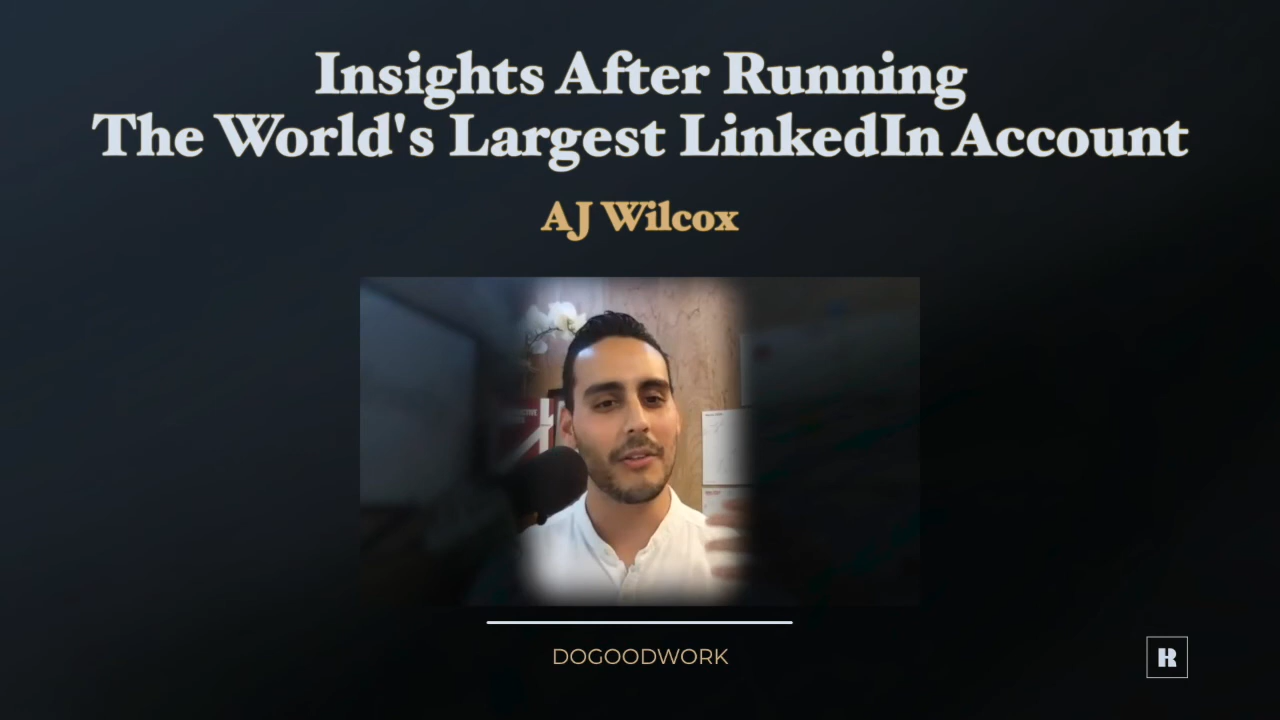 Insights After Running
The World's Largest LinkedIn Account
AJ Wilcox
DOGOODWORK
R